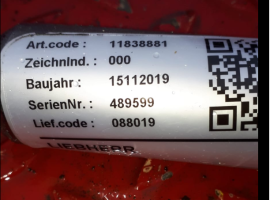 Art.code : 11838881
ZeichnInd. : 000
Baujahr : 15112019
SerienNr. : 489599
Lief.code : 088019
LIEBHERR